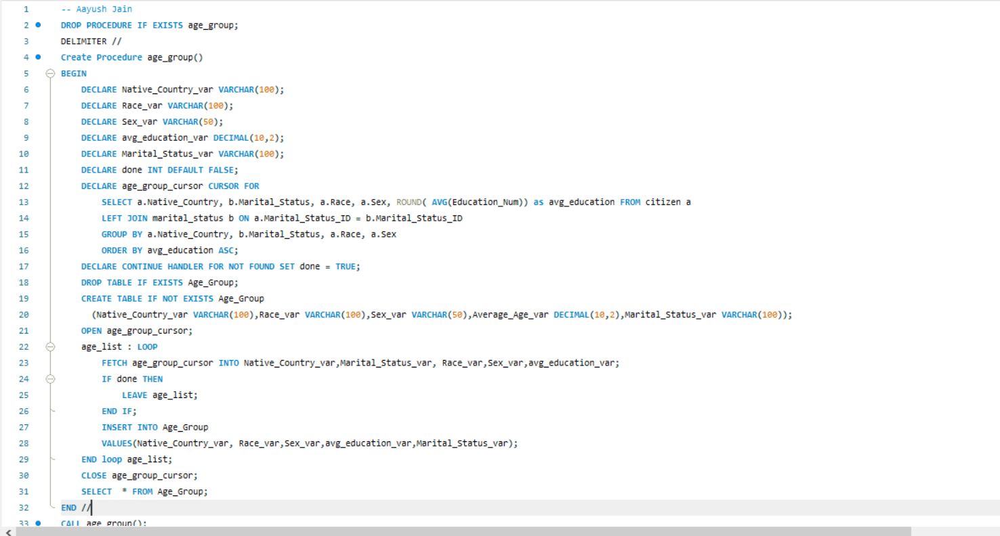 1 -- Aayush Jain
2 DROP PROCEDURE IF EXISTS age_group;
3 DELIMITER //
4 Create Procedure age_group()
5 BEGIN
6 DECLARE Native_Country_var VARCHAR(100);
7 DECLARE Race_var VARCHAR(100);
8 DECLARE Sex_var VARCHAR(50);
9 DECLARE avg_education_var DECIMAL(10,2);
10 DECLARE Marital_Status_var VARCHAR(100);
11 DECLARE done INT DEFAULT FALSE;
12 DECLARE age_group_cursor CURSOR FOR
13 SELECT a.Native_Country, b.Marital_Status, a.Race, a.Sex, ROUND( AVG(Education_Num)) as avg_education FROM citizen a
14 LEFT JOIN marital_status b ON a.Marital_Status_ID = b.Marital_Status_ID
15 GROUP BY a.Native_Country, b.Marital_Status, a.Race, a.Sex
16 ORDER BY avg_education ASC;
17 DECLARE CONTINUE HANDLER FOR NOT FOUND SET done = TRUE;
18 DROP TABLE IF EXISTS Age_Group;
19 CREATE TABLE IF NOT EXISTS Age_Group
20 (Native_Country_var VARCHAR(100),Race_var VARCHAR(100),Sex_var VARCHAR(50),Average_Age_var DECIMAL(10,2),Marital_Status_var VARCHAR(100));
21 OPEN age_group_cursor;
22 age_list : LOOP
23 FETCH age_group_cursor INTO Native_Country_var,Marital_Status_var, Race_var,Sex_var,avg_education_var;
24 IF done THEN
25 LEAVE age_list;
26 END IF;
27 INSERT INTO Age_Group
28 VALUES(Native_Country_var, Race_var,Sex_var,avg_education_var,Marital_Status_var);
29 END loop age_list;
30 CLOSE age_group_cursor;
31 SELECT  * FROM Age_Group;
32 END //
33 CALL age_group();